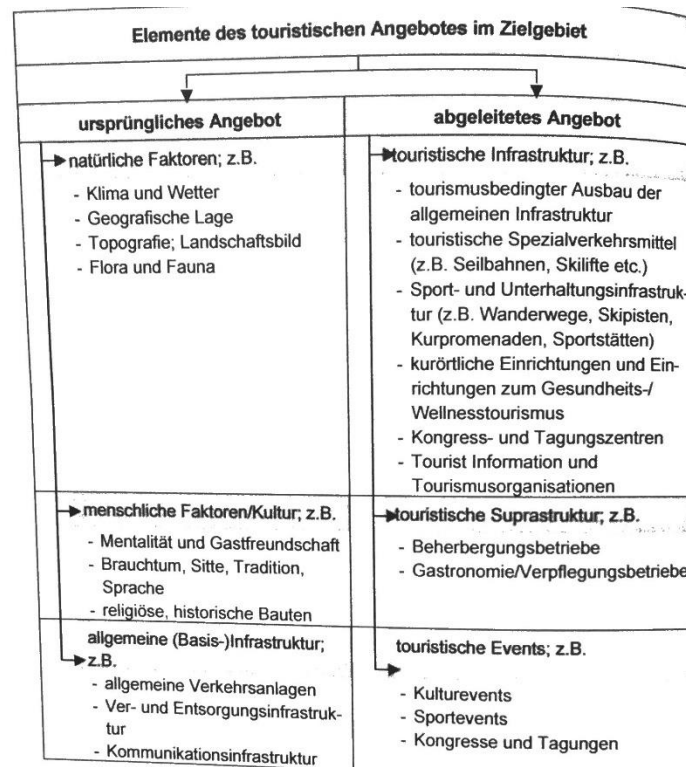 Elemente des touristischen Angebotes im Zielgebiet
ursprüngliches Angebot
abgeleitetes Angebot
natürliche Faktoren; z.B.
- Klima und Wetter
- Geografische Lage
- Topografie; Landschaftsbild
- Flora und Fauna
touristische Infrastruktur; z.B.
- tourismusbedingter Ausbau der
allgemeinen Infrastruktur
- touristische Spezialverkehrsmittel
(z.B. Seilbahnen, Skilifte etc.)
- Sport- und Unterhaltungsinfrastruk-
tur (z.B. Wanderwege, Skipisten,
Kurpromenaden, Sportstätten)
- kurörtliche Einrichtungen und Ein-
richtungen zum Gesundheits-/
Wellnesstourismus
- Kongress- und Tagungszentren
- Tourist Information und
Tourismusorganisationen
menschliche Faktoren/Kultur; z.B.
- Mentalität und Gastfreundschaft
- Brauchtum, Sitte, Tradition,
Sprache
- religiöse, historische Bauten
touristische Suprastruktur; z.B.
- Beherbergungsbetriebe
- Gastronomie/Verpflegungsbetriebe
allgemeine (Basis-)Infrastruktur;
z.B.
- allgemeine Verkehrsanlagen
- Ver- und Entsorgungsinfrastruk-
tur
- Kommunikationsinfrastruktur
touristische Events; z.B.
- Kulturevents
- Sportevents
- Kongresse und Tagungen